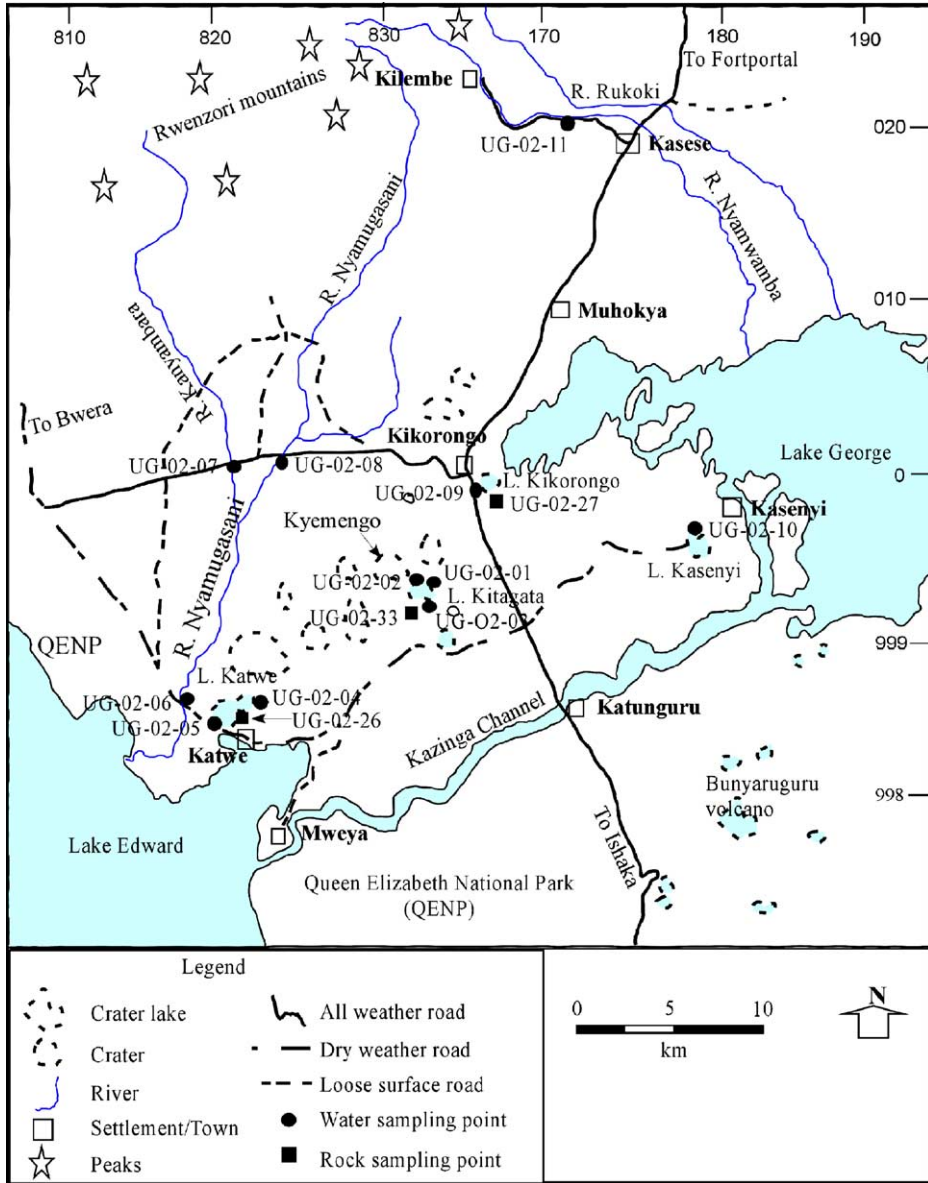 810
820
830
170
180
190
To Fortportal
Kilembe
R. Rukoki
Rwenzori mountains
020
UG-02-11
Kasese
R. Nyamugasani
R. Nyamwamba
010
Muhokya
R. Kanyambara
To Bwera
Kikorongo
Lake George
UG-02-07
UG-02-08
0
L. Kikorongo
UG-02-09
UG-02-27
Kasenyi
UG-02-10
Kyemengo
R. Nyamugasani
UG-02-01
UG-02-02
L. Kasenyi
L. Kitagata
UG-02-33
UG-O2-03
QENP
999
L. Katwe
UG-02-06
UG-02-04
UG-02-26
UG-02-05
Katunguru
Katwe
Kazinga Channel
Bunyaruguru
volcano
998
Lake Edward
Mweya
To Ishaka
Queen Elizabeth National Park
(QENP)
Legend
Crater lake
Crater
River
Settlement/Town
Peaks
All weather road
Dry weather road
Loose surface road
Water sampling point
Rock sampling point
0
5
10
km
N